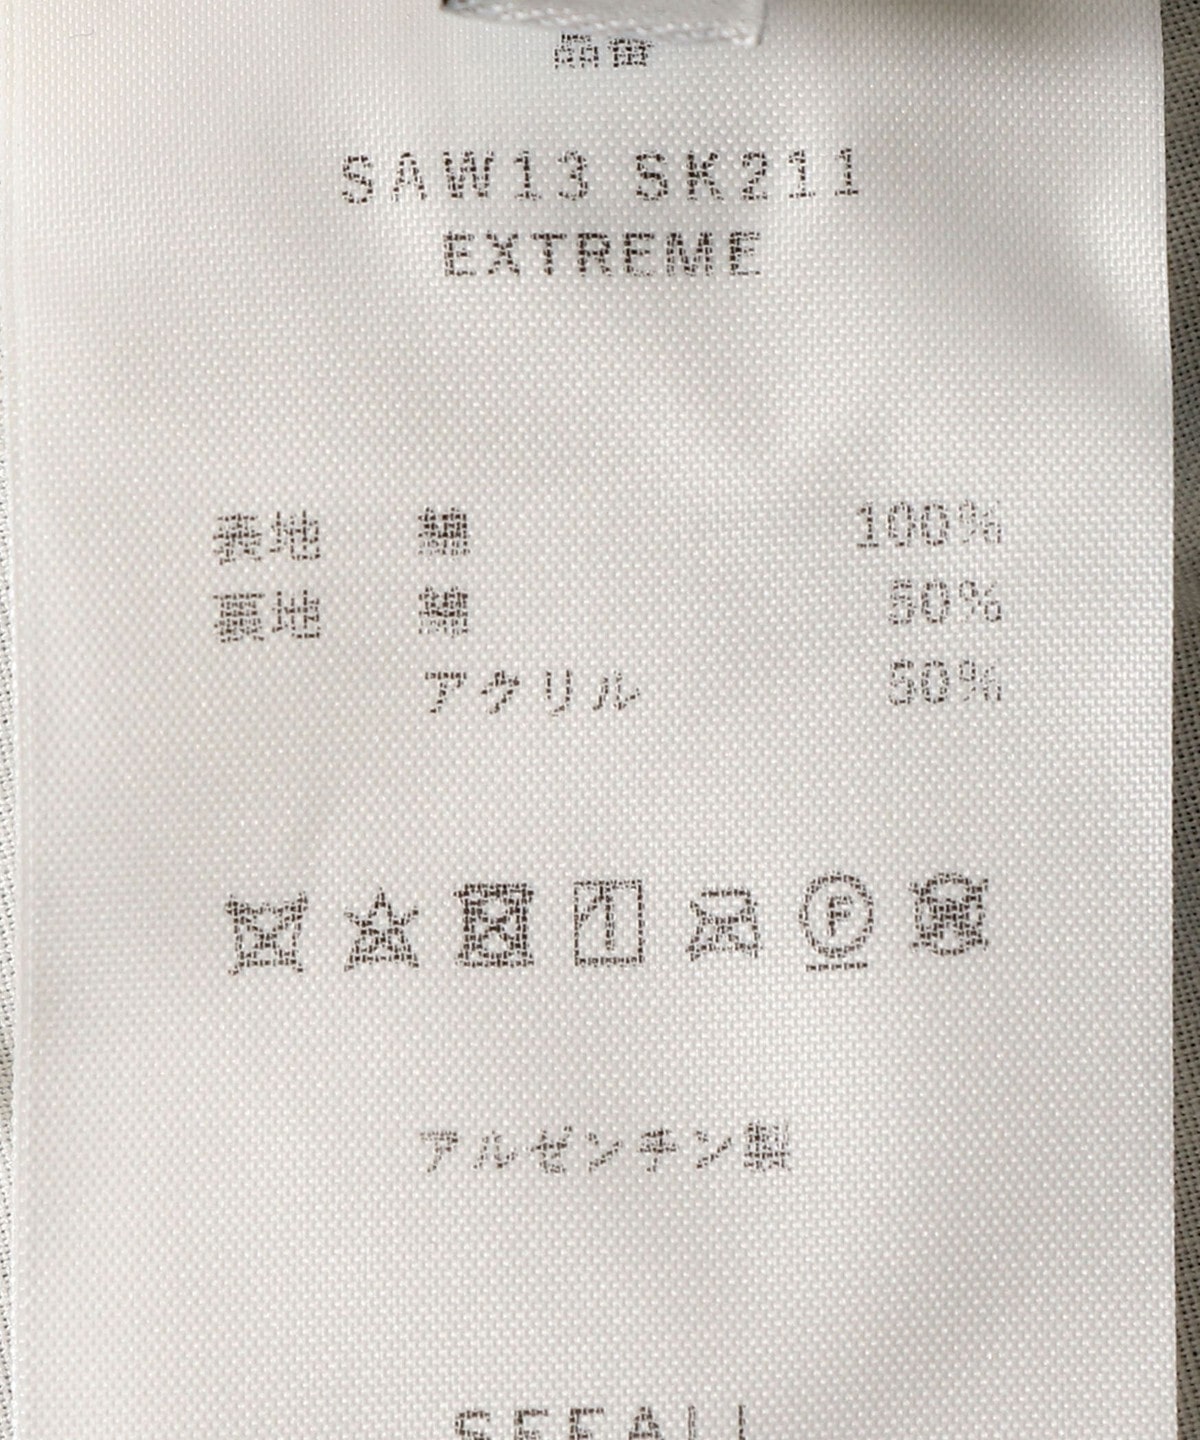 品番
SAW13 SK211
EXTREME
表地 綿 100%
裏地 綿 50%
アクリル 50%
アルゼンチン製
SEEALL